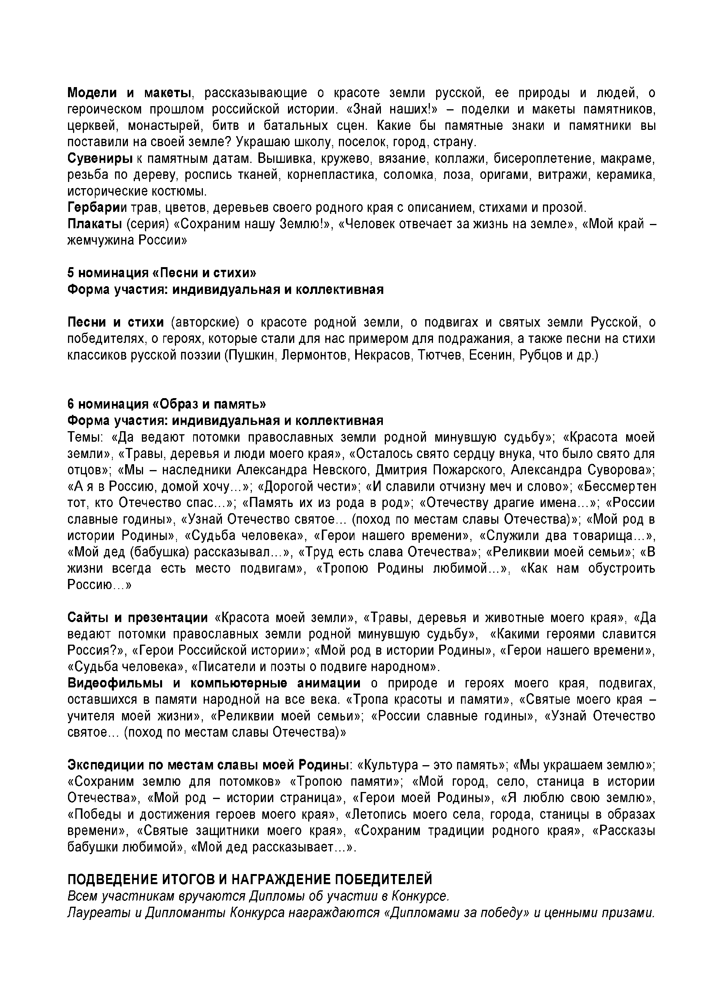 Модели и макеты, рассказывающие о красоте земли русской, ее природы и людей, о
героическом прошлом российской истории. «Знай наших!» – поделки и макеты памятников,
церквей, монастырей, битв и батальных сцен. Какие бы памятные знаки и памятники вы
поставили на своей земле? Украшаю школу, поселок, город, страну.
Сувениры к памятным датам. Вышивка, кружево, вязание, коллажи, бисероплетение, макраме,
резьба по дереву, роспись тканей, корнепластика, соломка, лоза, оригами, витражи, керамика,
исторические костюмы.
Гербарии трав, цветов, деревьев своего родного края с описанием, стихами и прозой.
Плакаты (серия) «Сохраним нашу Землю!», «Человек отвечает за жизнь на земле», «Мой край –
жемчужина России»
5 номинация «Песни и стихи»
Форма участия: индивидуальная и коллективная
Песни и стихи (авторские) о красоте родной земли, о подвигах и святых земли Русской, о
победителях, о героях, которые стали для нас примером для подражания, а также песни на стихи
классиков русской поэзии (Пушкин, Лермонтов, Некрасов, Тютчев, Есенин, Рубцов и др.)
6 номинация «Образ и память»
Форма участия: индивидуальная и коллективная
Темы: «Да ведают потомки православных земли родной минувшую судьбу»; «Красота моей
земли», «Травы, деревья и люди моего края», «Осталось свято сердцу внука, что было свято для
отцов»; «Мы – наследники Александра Невского, Дмитрия Пожарского, Александра Суворова»;
«А я в Россию, домой хочу…»; «Дорогой чести»; «И славили отчизну меч и слово»; «Бессмертен
тот, кто Отечество спас…»; «Память их из рода в род»; «Отечеству драгие имена…»; «России
славные годины», «Узнай Отечество святое… (поход по местам славы Отечества)»; «Мой род в
истории Родины», «Судьба человека», «Герои нашего времени», «Служили два товарища…»,
«Мой дед (бабушка) рассказывал…», «Труд есть слава Отечества»; «Реликвии моей семьи»; «В
жизни всегда есть место подвигам», «Тропою Родины любимой…», «Как нам обустроить
Россию…»
Сайты и презентации «Красота моей земли», «Травы, деревья и животные моего края», «Да
ведают потомки православных земли родной минувшую судьбу», «Какими героями славится
Россия?», «Герои Российской истории»; «Мой род в истории Родины», «Герои нашего времени»,
«Судьба человека», «Писатели и поэты о подвиге народном».
Видеофильмы и компьютерные анимации о природе и героях моего края, подвигах,
оставшихся в памяти народной на все века. «Тропа красоты и памяти», «Святые моего края –
учителя моей жизни», «Реликвии моей семьи»; «России славные годины», «Узнай Отечество
святое… (поход по местам славы Отечества)»
Экспедиции по местам славы моей Родины: «Культура – это память»; «Мы украшаем землю»;
«Сохраним землю для потомков» «Тропою памяти»; «Мой город, село, станица в истории
Отечества», «Мой род – истории страница», «Герои моей Родины», «Я люблю свою землю»,
«Победы и достижения героев моего края», «Летопись моего села, города, станицы в образах
времени», «Святые защитники моего края», «Сохраним традиции родного края», «Рассказы
бабушки любимой», «Мой дед рассказывает…».
ПОДВЕДЕНИЕ ИТОГОВ И НАГРАЖДЕНИЕ ПОБЕДИТЕЛЕЙ
Всем участникам вручаются Дипломы об участии в Конкурсе.
Лауреаты и Дипломанты Конкурса награждаются «Дипломами за победу» и ценными призами.